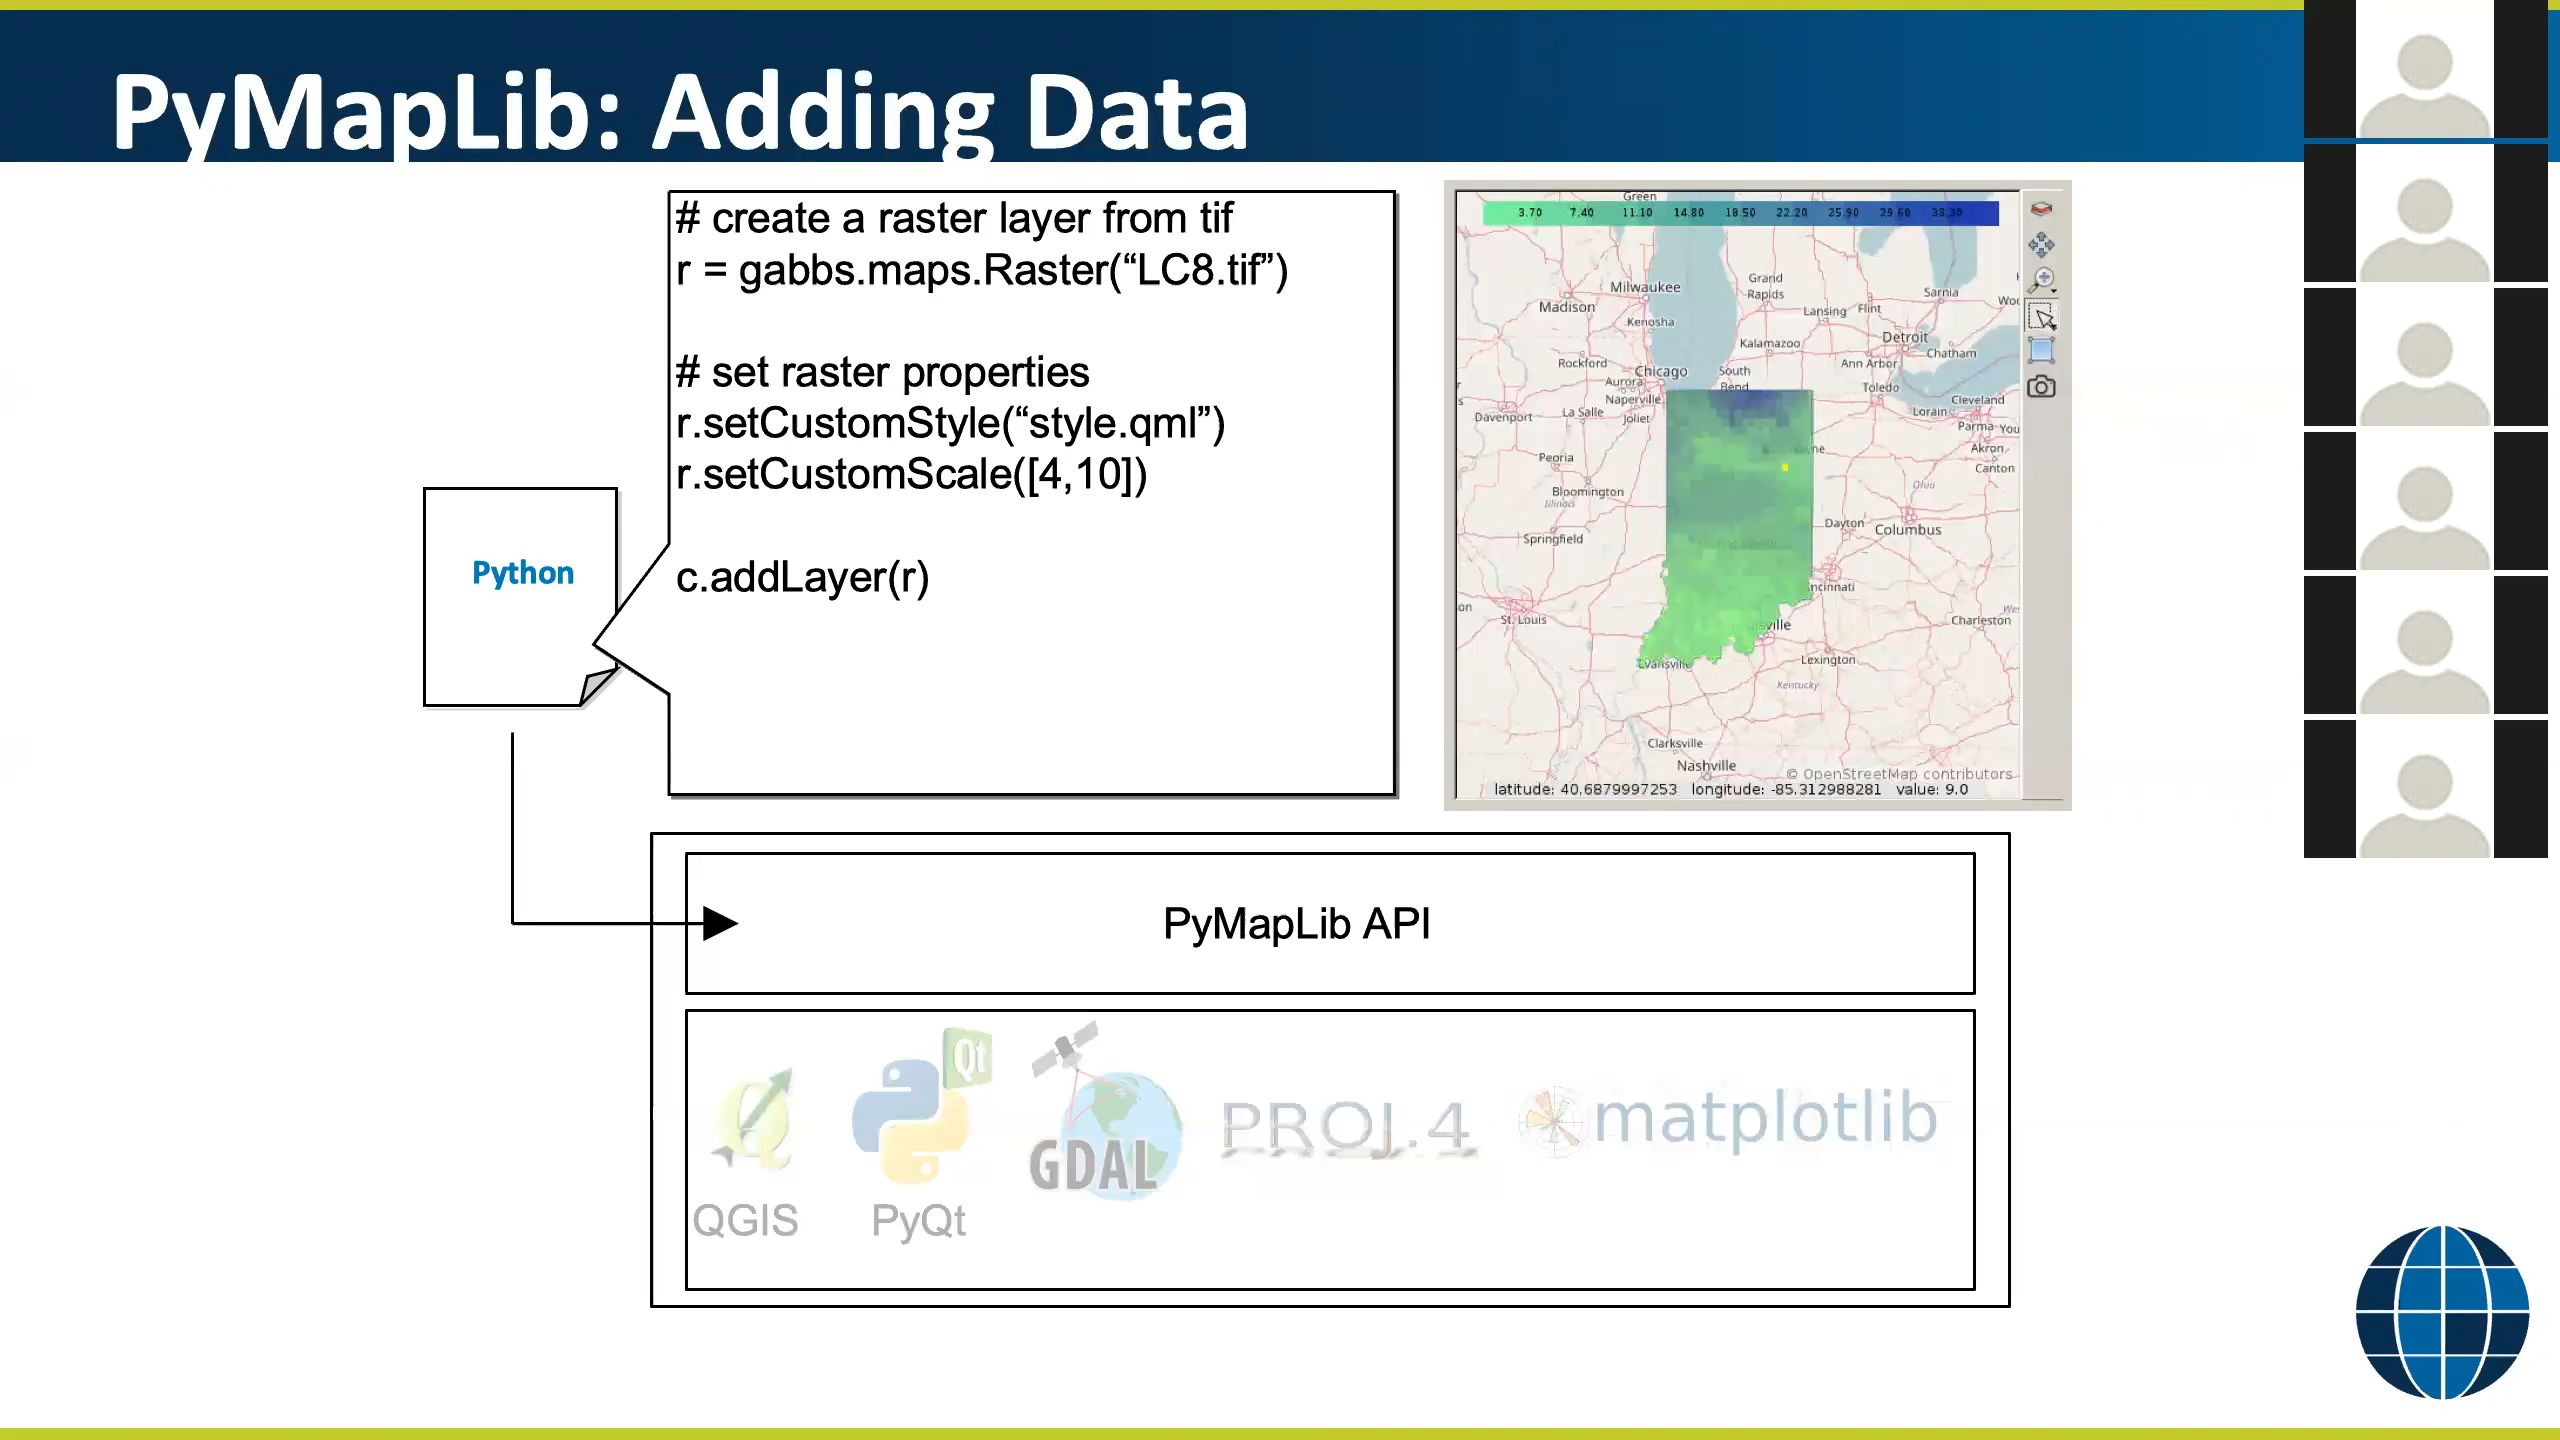 PyMapLib: Adding Data
# create a raster layer from tif
r = gabbs.maps.Raster(“LC8.tif”)
# set raster properties
r.setCustomStyle(“style.qml”)
r.setCustomScale([4,10])
c.addLayer(r)
Python
Green
3.70 7.40 11.10 14.80 18.50 22.20 25.90 29.60 33.30
Grand
Rapids
Milwaukee
Sarnia
Madison
Lansing
Flint
Kenosha
Detroit
Kalamazoo
Chatham
Rockford
Ann Arbor
Chicago
South
Bend
Aurora
Toledo
Naperville
Cleveland
La Salle
Joliet
Lorain
Davenport
Parma
Akron
Peoria
Canton
Bloomington
Illinois
Ohio
Dayton
Columbus
Springfield
ncinnati
St. Louis
Charleston
ville
Evansville
Lexington
Kentucky
Clarksville
Nashville
© OpenStreetMap contributors
latitude: 40.6879997253 longitude: -85.312988281 value: 9.0
PyMapLib API
Qt
GDAL
PROJ.4
matplotlib
QGIS
PyQt